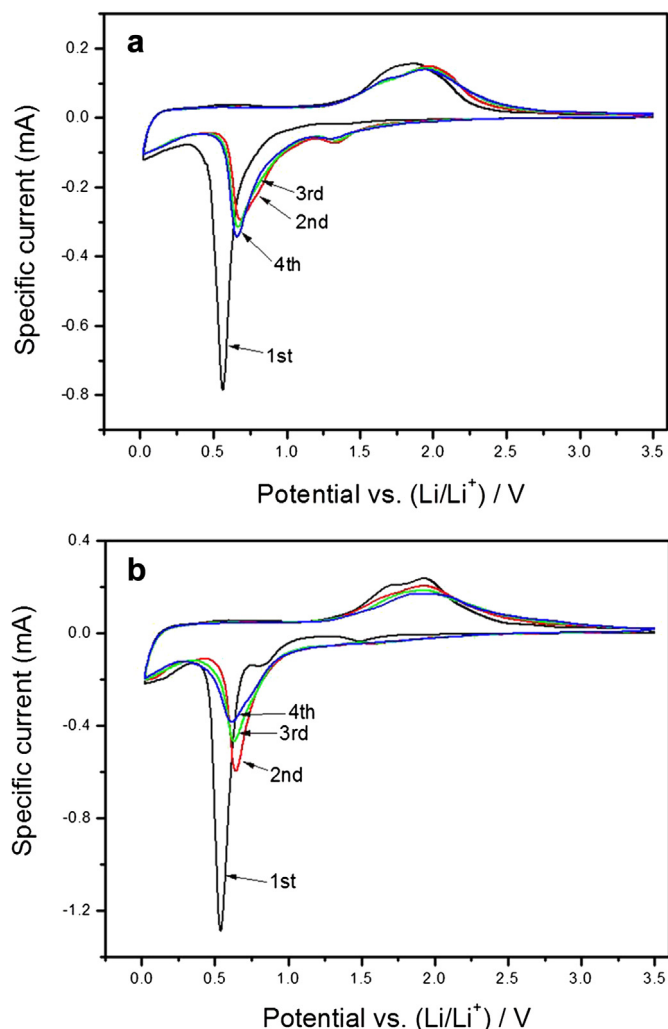 a
0.2
0.0
-0.2
-0.4
-0.6
-0.8
Specific current (mA)
3rd
2nd
4th
1st
0.0 0.5 1.0 1.5 2.0 2.5 3.0 3.5
Potential vs. (Li/Li⁺) / V
b
0.4
0.0
-0.4
-0.8
-1.2
Specific current (mA)
4th
3rd
2nd
1st
0.0 0.5 1.0 1.5 2.0 2.5 3.0 3.5
Potential vs. (Li/Li⁺) / V